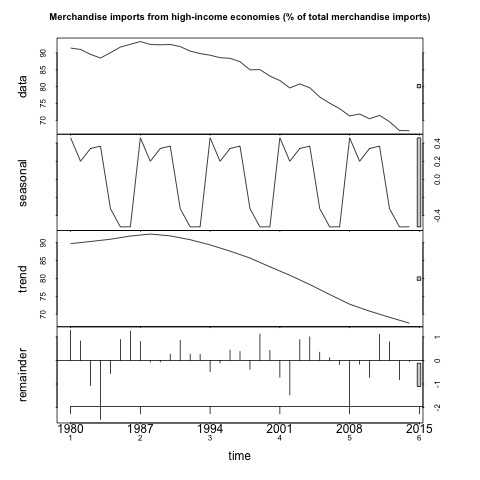 Merchandise imports from high-income economies (% of total merchandise imports)
data
70 75 80 85 90
seasonal
-0.4 0.0 0.2 0.4
trend
70 75 80 85 90
remainder
-2 -1 0 1
1980 1987 1994 2001 2008 2015
1 2 3 4 5 6
time